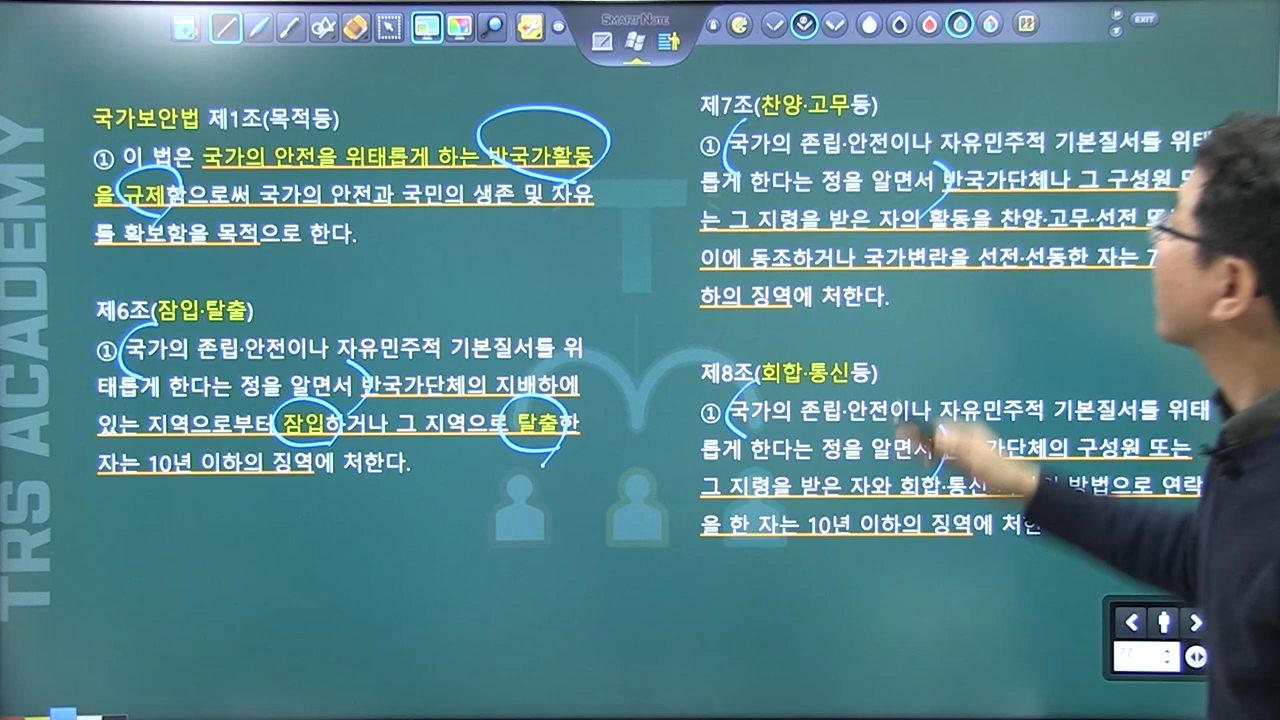 SMART NOTE
EXIT
TRS ACADEMY
국가보안법 제1조(목적등)
① 이 법은 국가의 안전을 위태롭게 하는 반국가활동
을 규제함으로써 국가의 안전과 국민의 생존 및 자유
를 확보함을 목적으로 한다.
제6조(잠입·탈출)
① 국가의 존립·안전이나 자유민주적 기본질서를 위
태롭게 한다는 정을 알면서 반국가단체의 지배하에
있는 지역으로부터 잠입하거나 그 지역으로 탈출한
자는 10년 이하의 징역에 처한다.
제7조(찬양·고무등)
① 국가의 존립·안전이나 자유민주적 기본질서를 위태
롭게 한다는 정을 알면서 반국가단체나 그 구성원
는 그 지령을 받은 자의 활동을 찬양·고무·선전
이에 동조하거나 국가변란을 선전·선동한 자는 7
하의 징역에 처한다.
제8조(회합·통신등)
① 국가의 존립·안전이나 자유민주적 기본질서를 위태
롭게 한다는 정을 알면서 구성원 또는
그 지령을 받은 자와 회합·통신 방법으로 연락
을 한 자는 10년 이하의 징역에
77